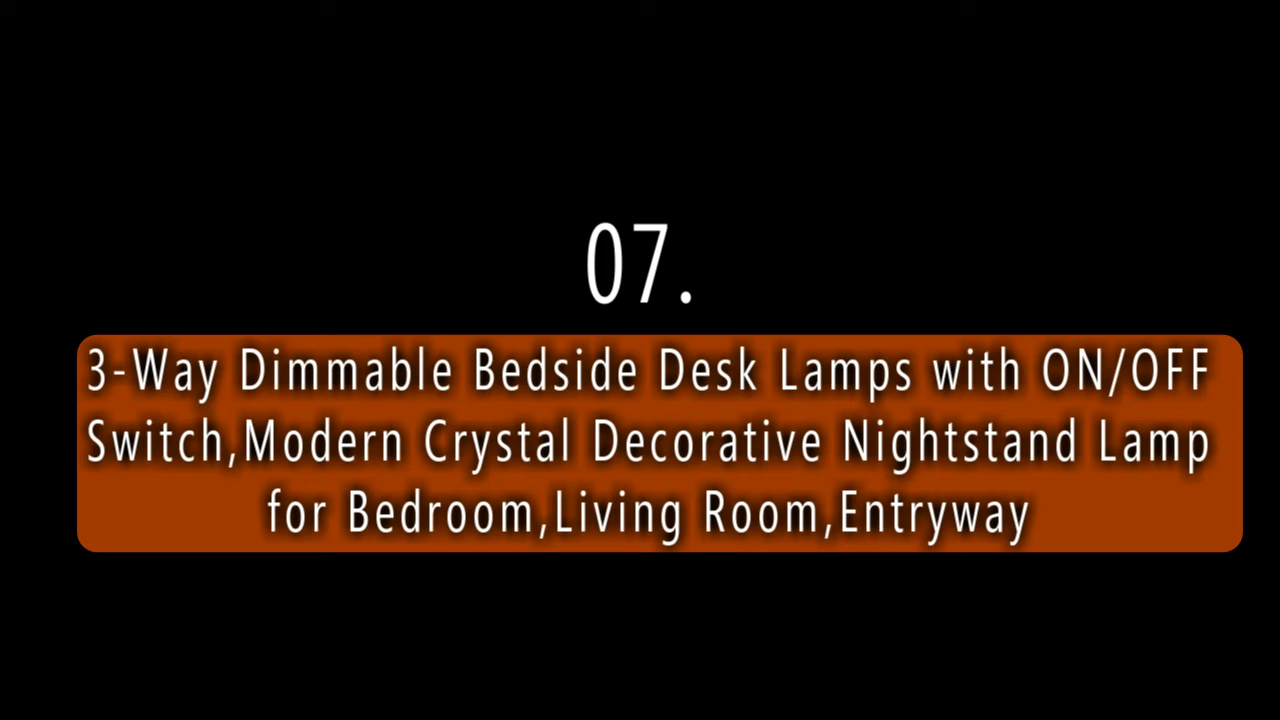 07.
3-Way Dimmable Bedside Desk Lamps with ON/OFF
Switch,Modern Crystal Decorative Nightstand Lamp
for Bedroom,Living Room,Entryway